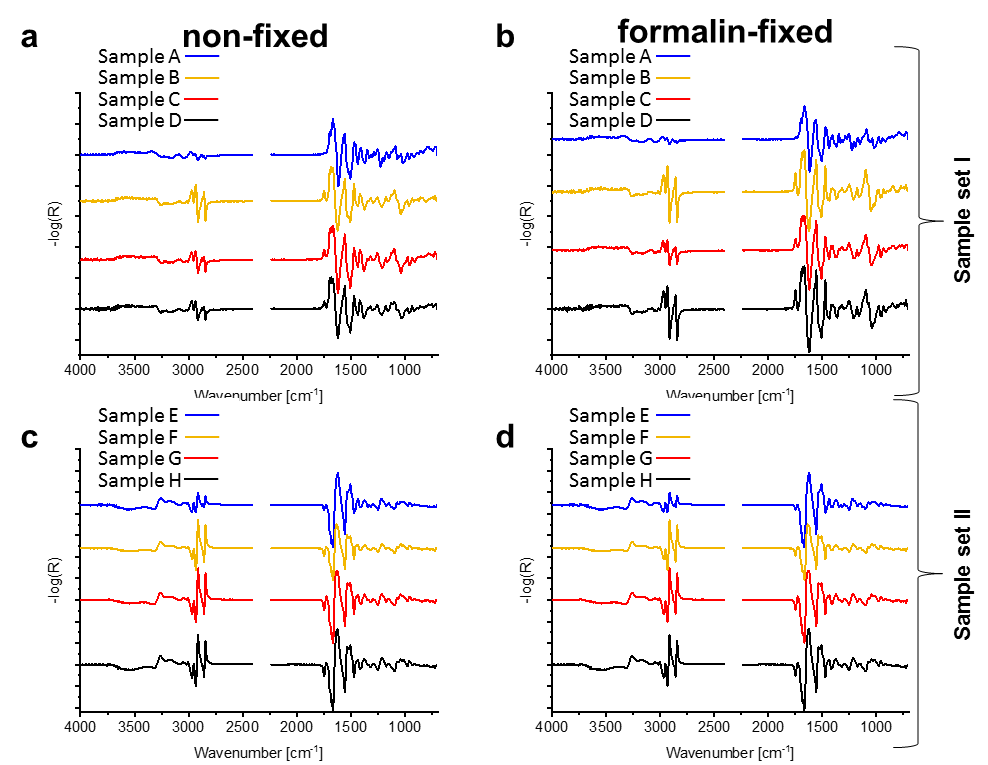 a non-fixed
Sample A
Sample B
Sample C
Sample D
-log(R)
4000 3500 3000 2500 2000 1500 1000
Wavenumber [cm⁻¹]
b formalin-fixed
Sample A
Sample B
Sample C
Sample D
-log(R)
4000 3500 3000 2500 2000 1500 1000
Wavenumber [cm⁻¹]
Sample set I
c
Sample E
Sample F
Sample G
Sample H
-log(R)
4000 3500 3000 2500 2000 1500 1000
Wavenumber [cm⁻¹]
d
Sample E
Sample F
Sample G
Sample H
-log(R)
4000 3500 3000 2500 2000 1500 1000
Wavenumber [cm⁻¹]
Sample set II